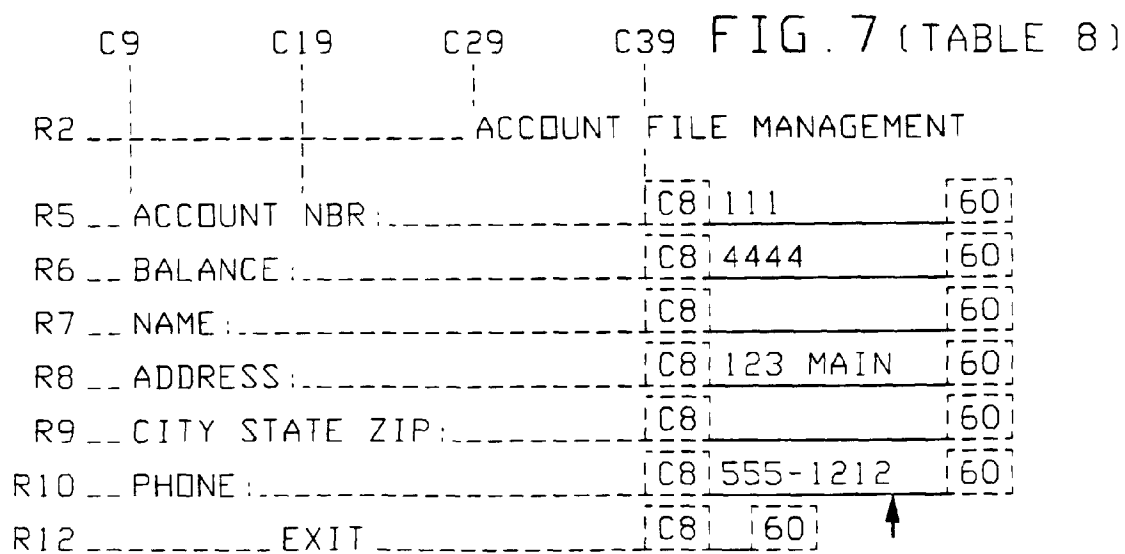 C9 C19 C29 C39 FIG. 7 (TABLE 8)
R2 ACCOUNT FILE MANAGEMENT
R5 ACCOUNT NBR: C8 111 60
R6 BALANCE: C8 4444 60
R7 NAME: C8 60
R8 ADDRESS: C8 123 MAIN 60
R9 CITY STATE ZIP: C8 60
R10 PHONE: C8 555-1212 60
R12 EXIT C8 60